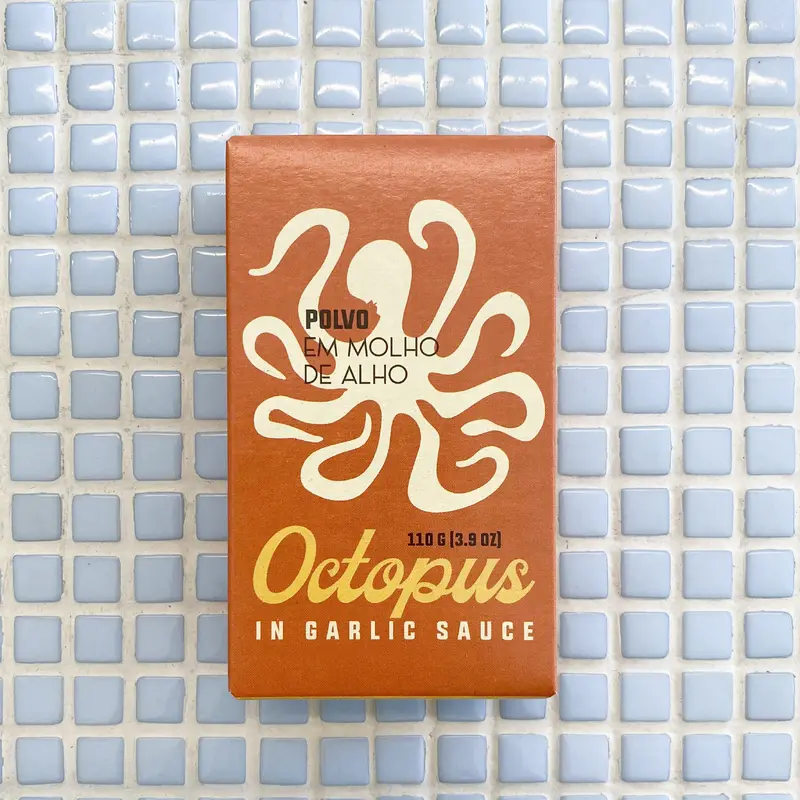 POLVO
EM MOLHO
DE ALHO
110 G (3.9 OZ)
Octopus
IN GARLIC SAUCE